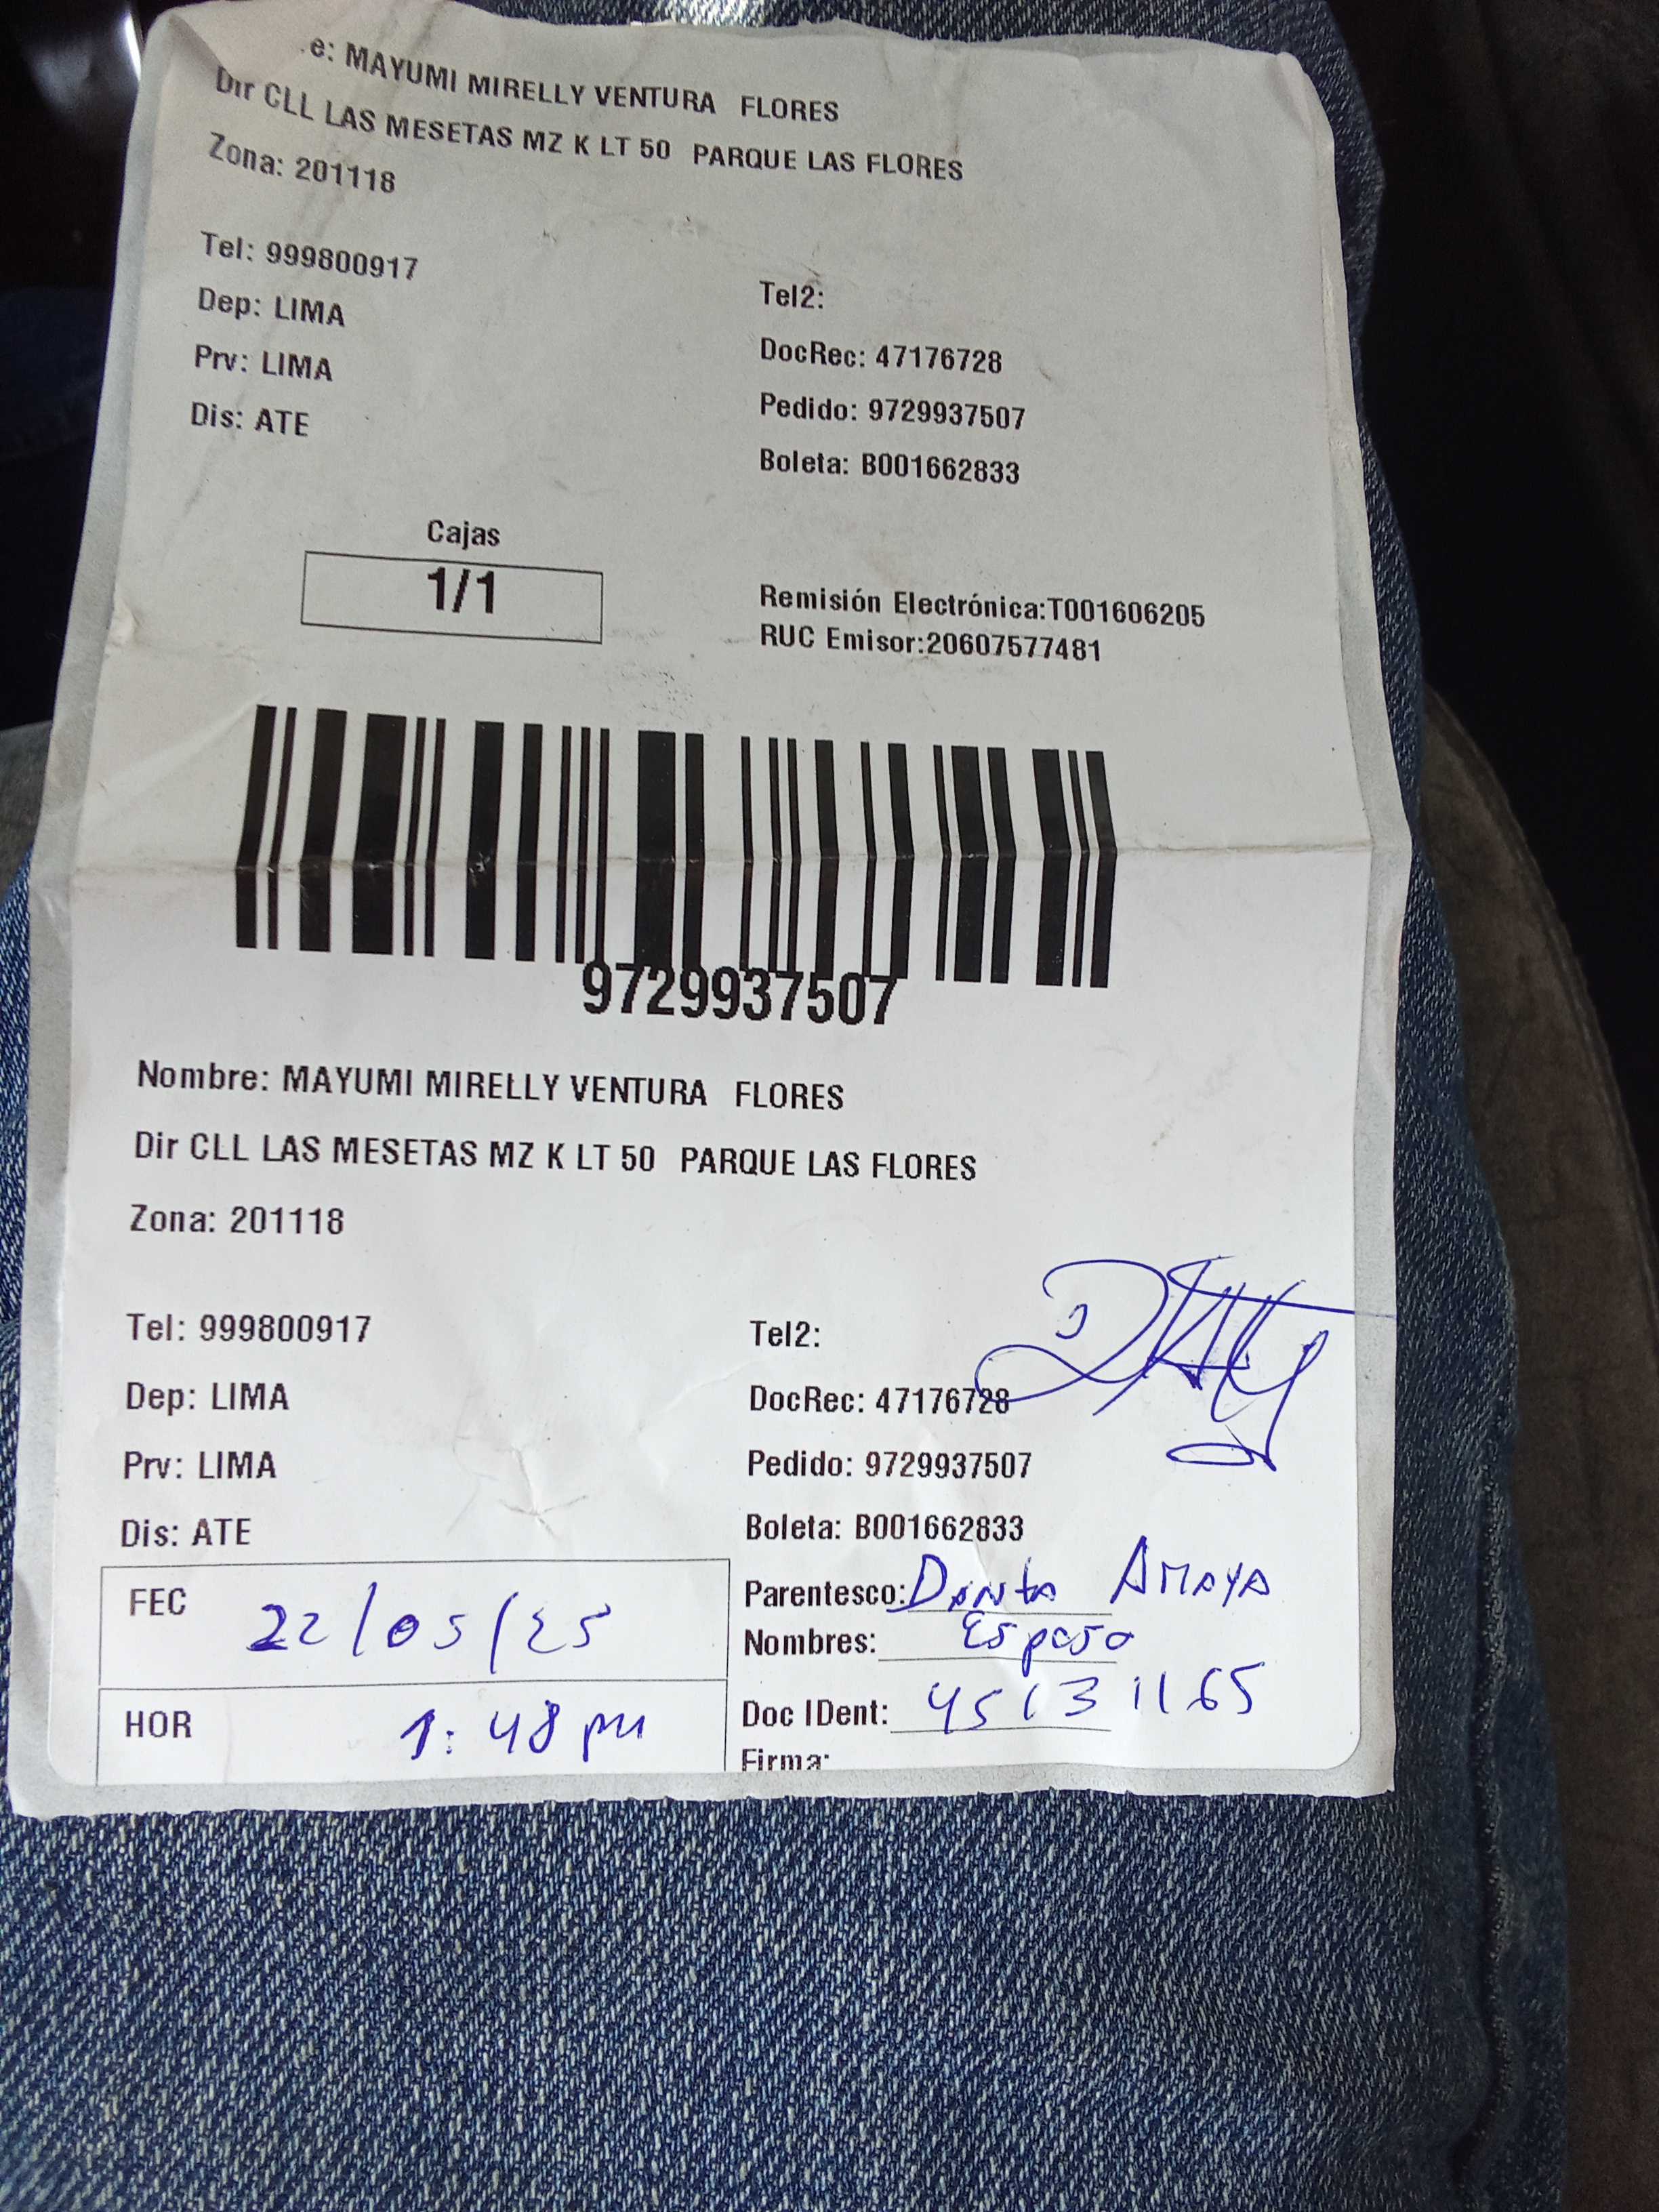 e: MAYUMI MIRELLY VENTURA FLORES
Dir CLL LAS MESETAS MZ K LT 50 PARQUE LAS FLORES
Zona: 201118
Tel: 999800917
Tel2:
Dep: LIMA
DocRec: 47176728
Prv: LIMA
Pedido: 9729937507
Dis: ATE
Boleta: B001662833
Cajas
1/1
Remisión Electrónica:T001606205
RUC Emisor:20607577481
9729937507
Nombre: MAYUMI MIRELLY VENTURA FLORES
Dir CLL LAS MESETAS MZ K LT 50 PARQUE LAS FLORES
Zona: 201118
Tel: 999800917
Tel2:
Dep: LIMA
DocRec: 47176728
Prv: LIMA
Pedido: 9729937507
Dis: ATE
Boleta: B001662833
FEC 22/05/25
Parentesco: AMAYA
Nombres: Esposo
HOR 1:48 pm
Doc IDent:
Firma: